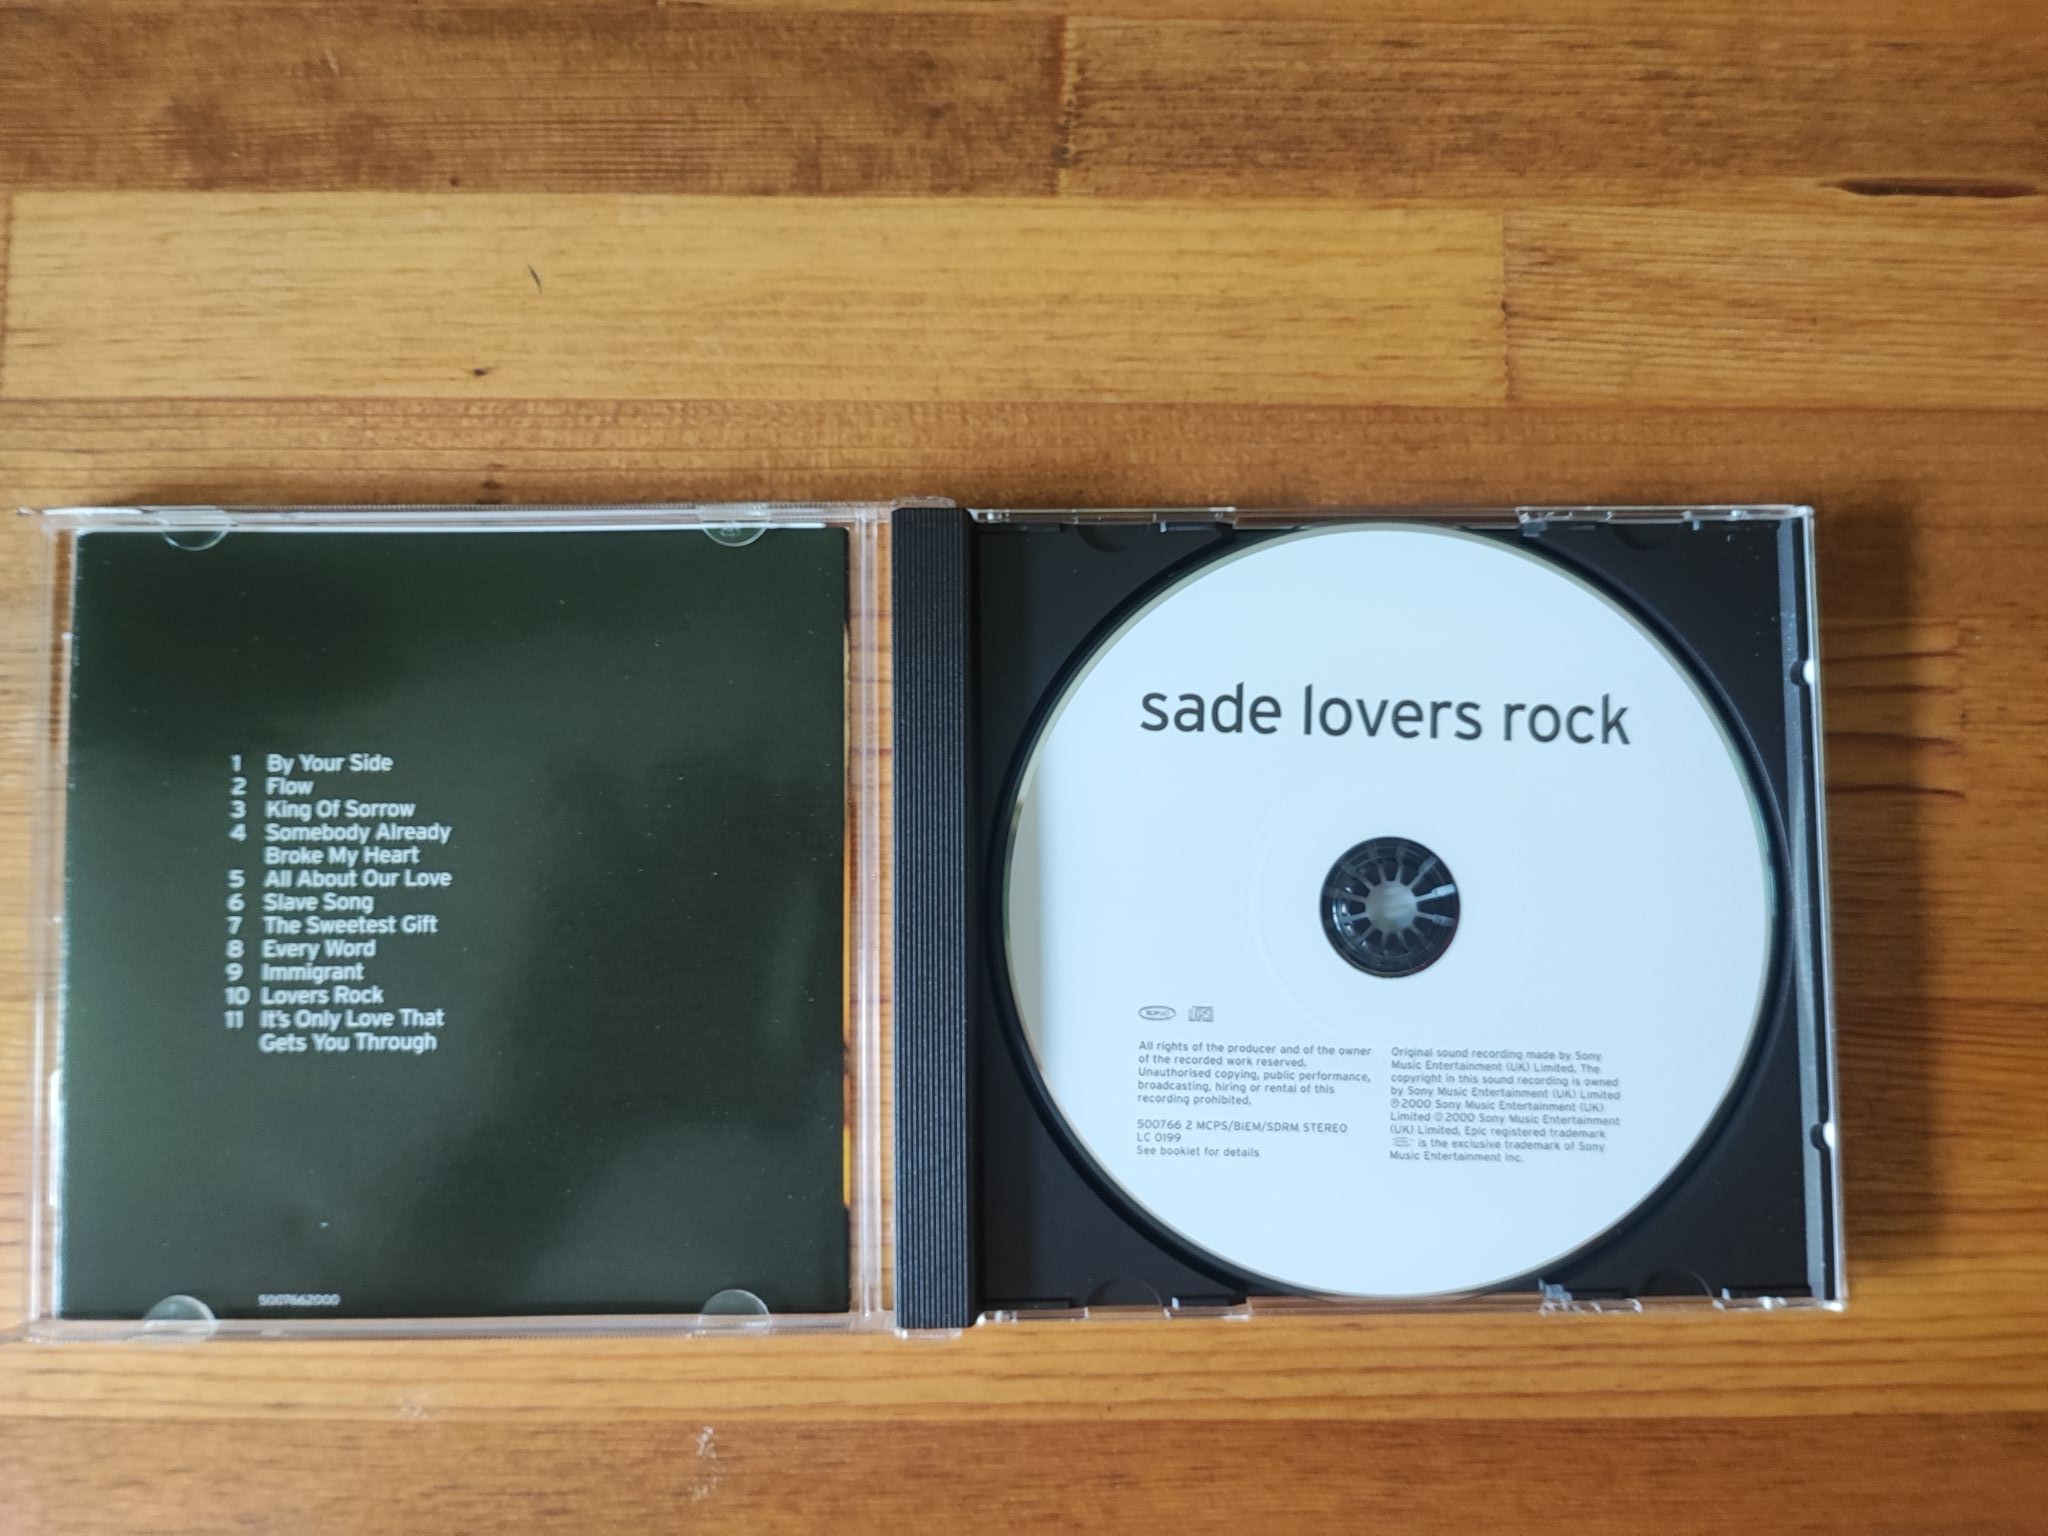 1 By Your Side
2 Flow
3 King Of Sorrow
4 Somebody Already
Broke My Heart
5 All About Our Love
6 Slave Song
7 The Sweetest Gift
8 Every Word
9 Immigrant
10 Lovers Rock
11 It's Only Love That
Gets You Through
5007662000
sade lovers rock
EPIC
All rights of the producer and of the owner
of the recorded work reserved.
Unauthorised copying, public performance,
broadcasting, hiring or rental of this
recording prohibited.
500766 2 MCPS/BIEM/SDRM STEREO
LC 0199
See booklet for details
Original sound recording made by Sony
Music Entertainment (UK) Limited. The
copyright in this sound recording is owned
by Sony Music Entertainment (UK) Limited
℗2000 Sony Music Entertainment (UK)
Limited ©2000 Sony Music Entertainment
(UK) Limited. Epic registered trademark
is the exclusive trademark of Sony
Music Entertainment Inc.